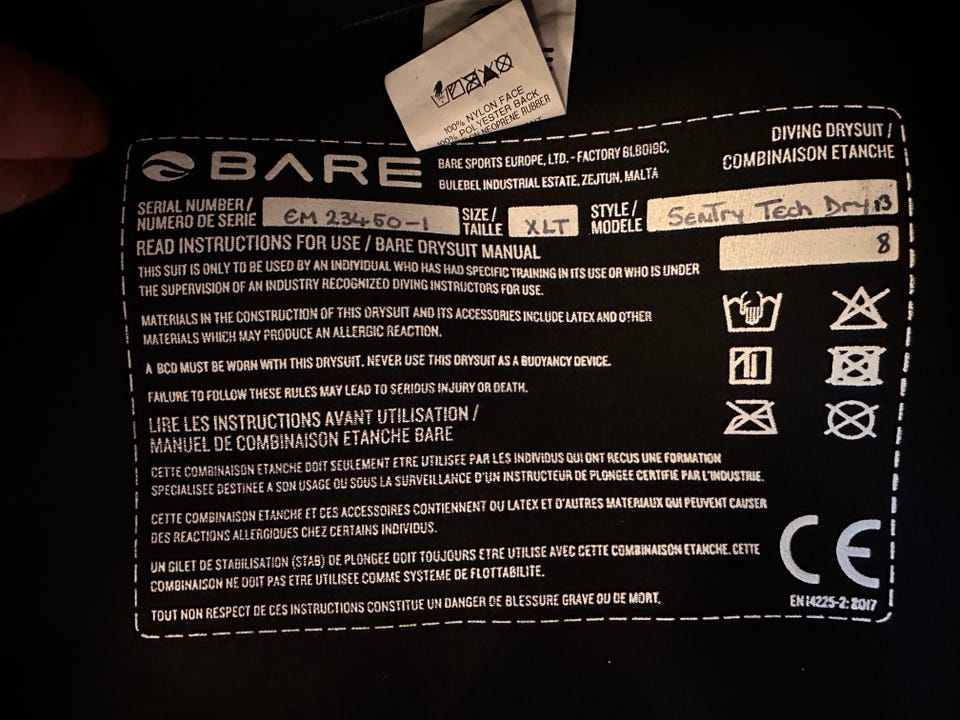 100% NYLON FACE
100% POLYESTER BACK
NEOPRENE RUBBER
BARE
BARE SPORTS EUROPE, LTD. - FACTORY BLB019C,
BULEBEL INDUSTRIAL ESTATE, ZEJTUN, MALTA
DIVING DRYSUIT /
COMBINAISON ETANCHE
SERIAL NUMBER /
NUMERO DE SERIE
EM 23450-1
SIZE /
TAILLE
XLT
STYLE /
MODELE
Sentry Tech Dry 13
8
READ INSTRUCTIONS FOR USE / BARE DRYSUIT MANUAL
THIS SUIT IS ONLY TO BE USED BY AN INDIVIDUAL WHO HAS HAD SPECIFIC TRAINING IN ITS USE OR WHO IS UNDER
THE SUPERVISION OF AN INDUSTRY RECOGNIZED DIVING INSTRUCTORS FOR USE.
MATERIALS IN THE CONSTRUCTION OF THIS DRYSUIT AND ITS ACCESSORIES INCLUDE LATEX AND OTHER
MATERIALS WHICH MAY PRODUCE AN ALLERGIC REACTION.
A BCD MUST BE WORN WITH THIS DRYSUIT. NEVER USE THIS DRYSUIT AS A BUOYANCY DEVICE.
FAILURE TO FOLLOW THESE RULES MAY LEAD TO SERIOUS INJURY OR DEATH.
LIRE LES INSTRUCTIONS AVANT UTILISATION /
MANUEL DE COMBINAISON ETANCHE BARE
CETTE COMBINAISON ETANCHE DOIT SEULEMENT ETRE UTILISEE PAR LES INDIVIDUS QUI ONT RECUS UNE FORMATION
SPECIALISEE DESTINEE A SON USAGE OU SOUS LA SURVEILLANCE D'UN INSTRUCTEUR DE PLONGEE CERTIFIE PAR L'INDUSTRIE.
CETTE COMBINAISON ETANCHE ET CES ACCESSOIRES CONTIENNENT DU LATEX ET D'AUTRES MATERIAUX QUI PEUVENT CAUSER
DES REACTIONS ALLERGIQUES CHEZ CERTAINS INDIVIDUS.
UN GILET DE STABILISATION (STAB) DE PLONGEE DOIT TOUJOURS ETRE UTILISE AVEC CETTE COMBINAISON ETANCHE. CETTE
COMBINAISON NE DOIT PAS ETRE UTILISEE COMME SYSTEME DE FLOTTABILITE.
TOUT NON RESPECT DE CES INSTRUCTIONS CONSTITUE UN DANGER DE BLESSURE GRAVE OU DE MORT.
CE
EN14225-2:2017